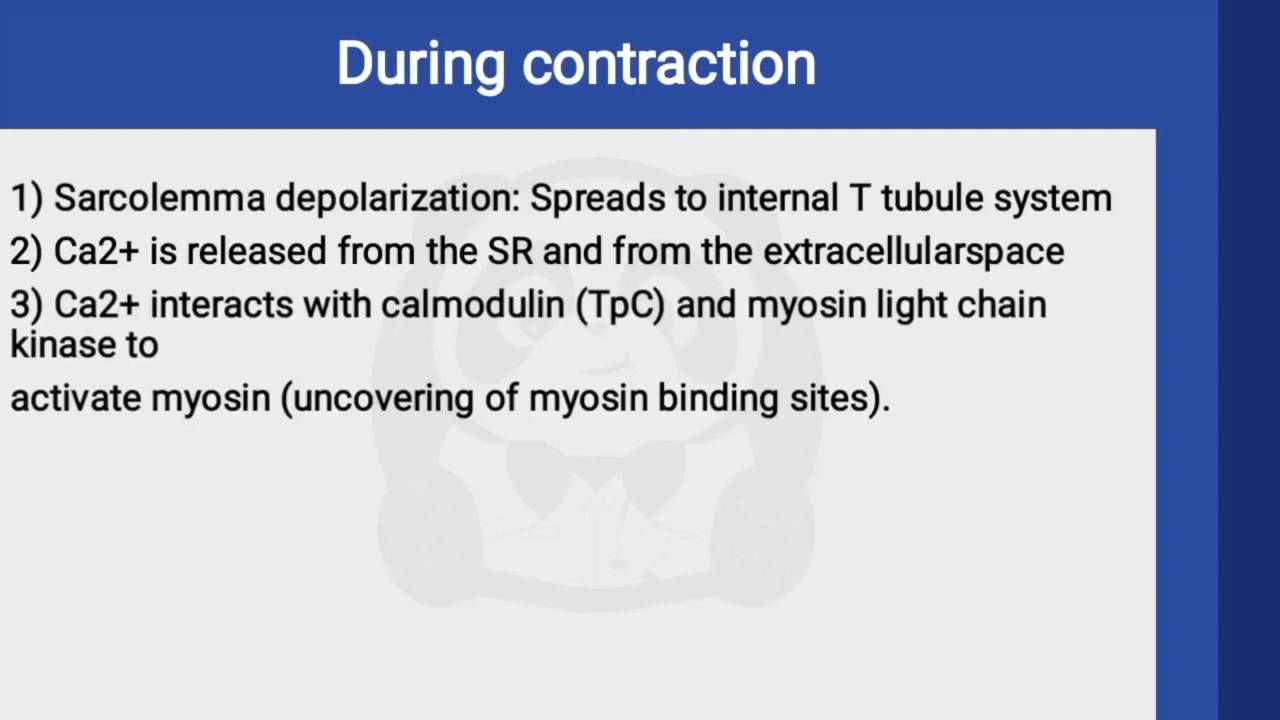 During contraction
1) Sarcolemma depolarization: Spreads to internal T tubule system
2) Ca2+ is released from the SR and from the extracellularspace
3) Ca2+ interacts with calmodulin (TpC) and myosin light chain
kinase to
activate myosin (uncovering of myosin binding sites).